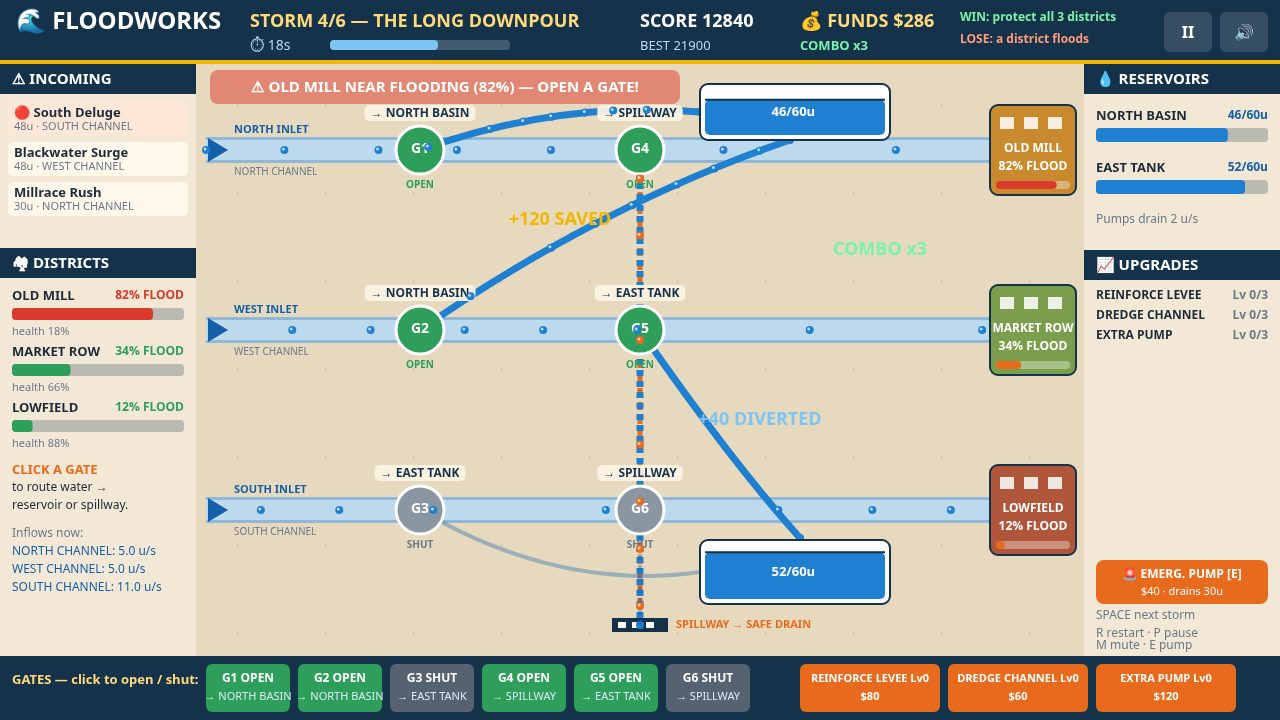 🌊 FLOODWORKS
STORM 4/6 — THE LONG DOWNPOUR
⏱ 18s
SCORE 12840
BEST 21900
💰 FUNDS $286
COMBO x3
WIN: protect all 3 districts
LOSE: a district floods
II
🔊
⚠ INCOMING
🔴 South Deluge
48u · SOUTH CHANNEL
Blackwater Surge
48u · WEST CHANNEL
Millrace Rush
30u · NORTH CHANNEL
🏘 DISTRICTS
OLD MILL 82% FLOOD
health 18%
MARKET ROW 34% FLOOD
health 66%
LOWFIELD 12% FLOOD
health 88%
CLICK A GATE
to route water →
reservoir or spillway.
Inflows now:
NORTH CHANNEL: 5.0 u/s
WEST CHANNEL: 5.0 u/s
SOUTH CHANNEL: 11.0 u/s
⚠ OLD MILL NEAR FLOODING (82%) — OPEN A GATE!
→ NORTH BASIN
→ SPILLWAY
46/60u
NORTH INLET
G1
G4
NORTH CHANNEL
OPEN
OPEN
OLD MILL
82% FLOOD
+120 SAVED
COMBO x3
→ NORTH BASIN
→ EAST TANK
WEST INLET
G2
G5
WEST CHANNEL
OPEN
OPEN
MARKET ROW
34% FLOOD
+40 DIVERTED
→ EAST TANK
→ SPILLWAY
SOUTH INLET
G3
G6
SOUTH CHANNEL
SHUT
SHUT
LOWFIELD
12% FLOOD
52/60u
SPILLWAY → SAFE DRAIN
💧 RESERVOIRS
NORTH BASIN 46/60u
EAST TANK 52/60u
Pumps drain 2 u/s
📈 UPGRADES
REINFORCE LEVEE Lv 0/3
DREDGE CHANNEL Lv 0/3
EXTRA PUMP Lv 0/3
🚨 EMERG. PUMP [E]
$40 · drains 30u
SPACE next storm
R restart · P pause
M mute · E pump
GATES — click to open / shut:
G1 OPEN
→ NORTH BASIN
G2 OPEN
→ NORTH BASIN
G3 SHUT
→ EAST TANK
G4 OPEN
→ SPILLWAY
G5 OPEN
→ EAST TANK
G6 SHUT
→ SPILLWAY
REINFORCE LEVEE Lv0
$80
DREDGE CHANNEL Lv0
$60
EXTRA PUMP Lv0
$120